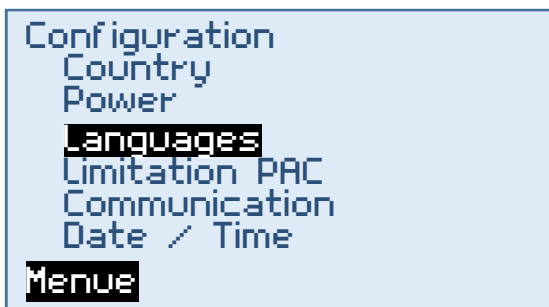 Configuration
Country
Power
Languages
Limitation PAC
Communication
Date / Time
Menue